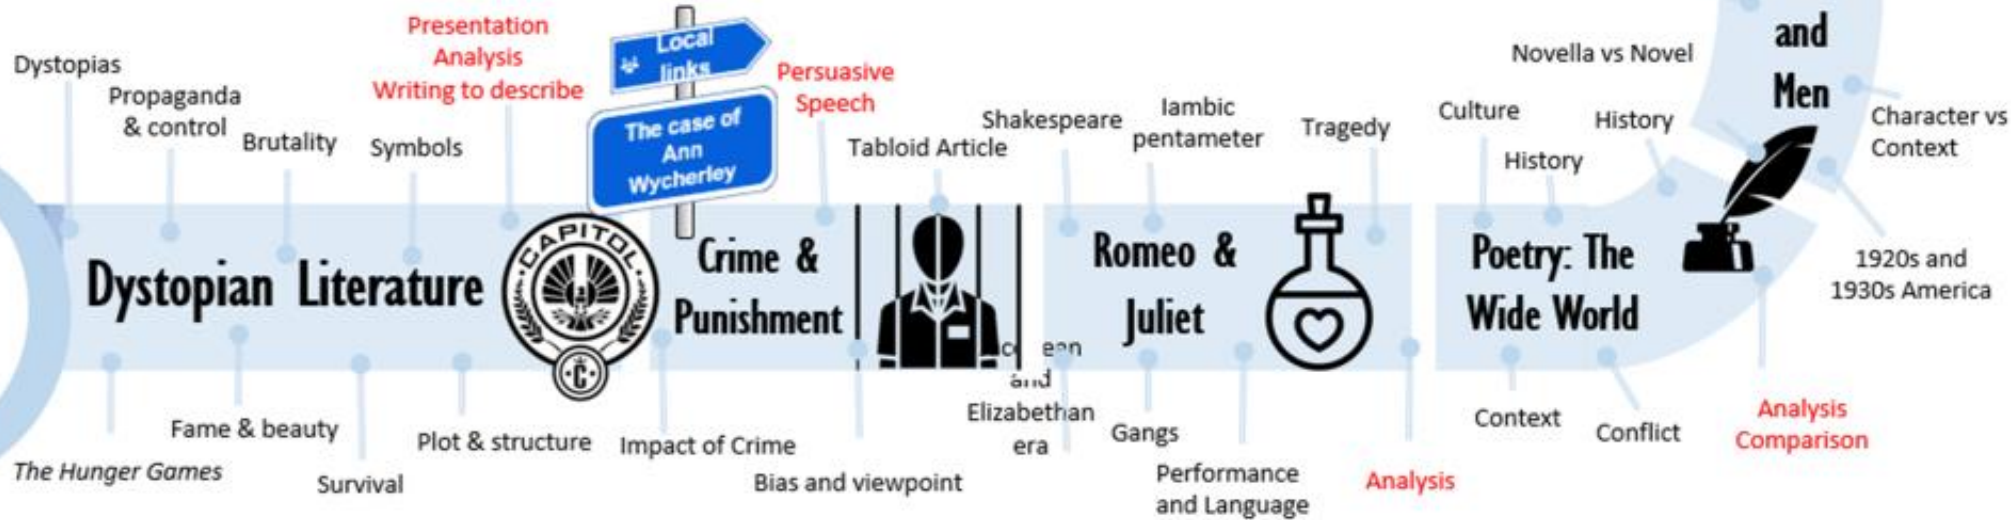 Dystopias
Propaganda
& control
Brutality
Symbols
Presentation
Analysis
Writing to describe
Local
links
The case of
Ann
Wycherley
Persuasive
Speech
Tabloid Article
Shakespeare
Iambic
pentameter
Tragedy
Culture
History
Novella vs Novel
History
and
Men
Character vs
Context
1920s and
1930s America
Dystopian Literature
CAPITOL
C
Crime &
Punishment
Romeo &
Juliet
Poetry: The
Wide World
The Hunger Games
Fame & beauty
Survival
Plot & structure
Impact of Crime
Bias and viewpoint
and
Elizabethan
era
Gangs
Performance
and Language
Analysis
Context
Conflict
Analysis
Comparison